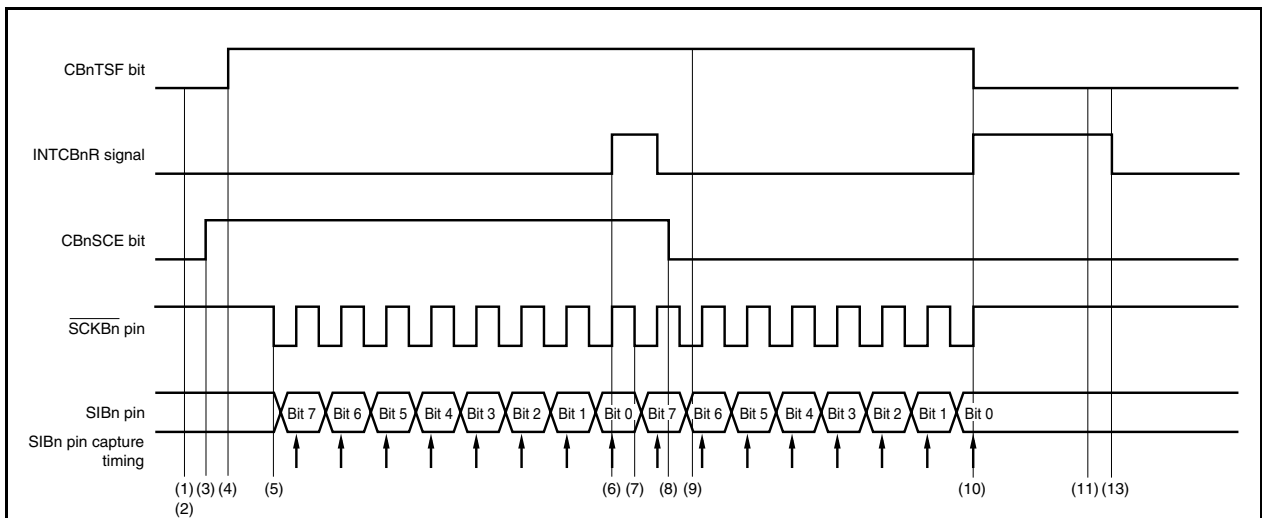 CBnTSF bit
INTCBnR signal
CBnSCE bit
SCKBn pin
SIBn pin
Bit 7 Bit 6 Bit 5 Bit 4 Bit 3 Bit 2 Bit 1 Bit 0 Bit 7 Bit 6 Bit 5 Bit 4 Bit 3 Bit 2 Bit 1 Bit 0
SIBn pin capture
timing
(1) (3) (4) (5) (6) (7) (8) (9) (10) (11) (13)
(2)